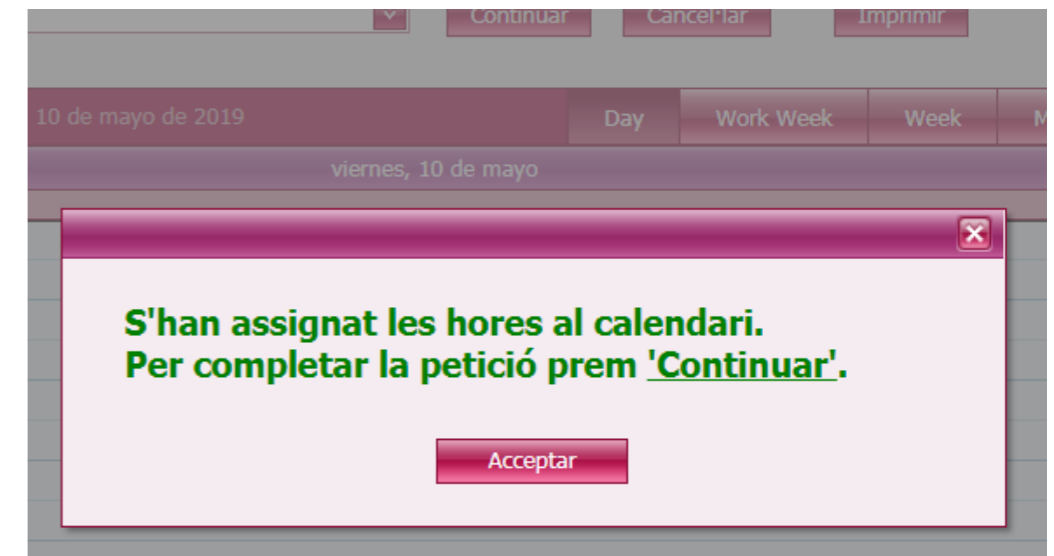 Continuar Cancel·lar Imprimir
10 de mayo de 2019 Day Work Week Week M
viernes, 10 de mayo
S'han assignat les hores al calendari.
Per completar la petició prem 'Continuar'.
Acceptar